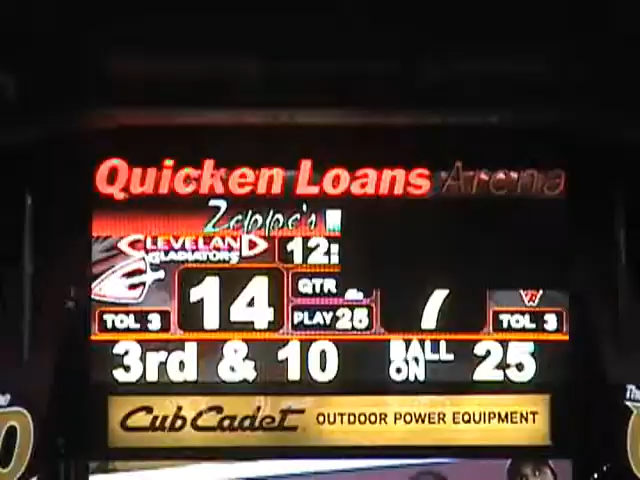 Quicken Loans Arena
Zeppe's
CLEVELAND GLADIATORS 12:
14 QTR 7
TOL 3 PLAY 25 TOL 3
3rd & 10 BALL ON 25
Cub Cadet OUTDOOR POWER EQUIPMENT